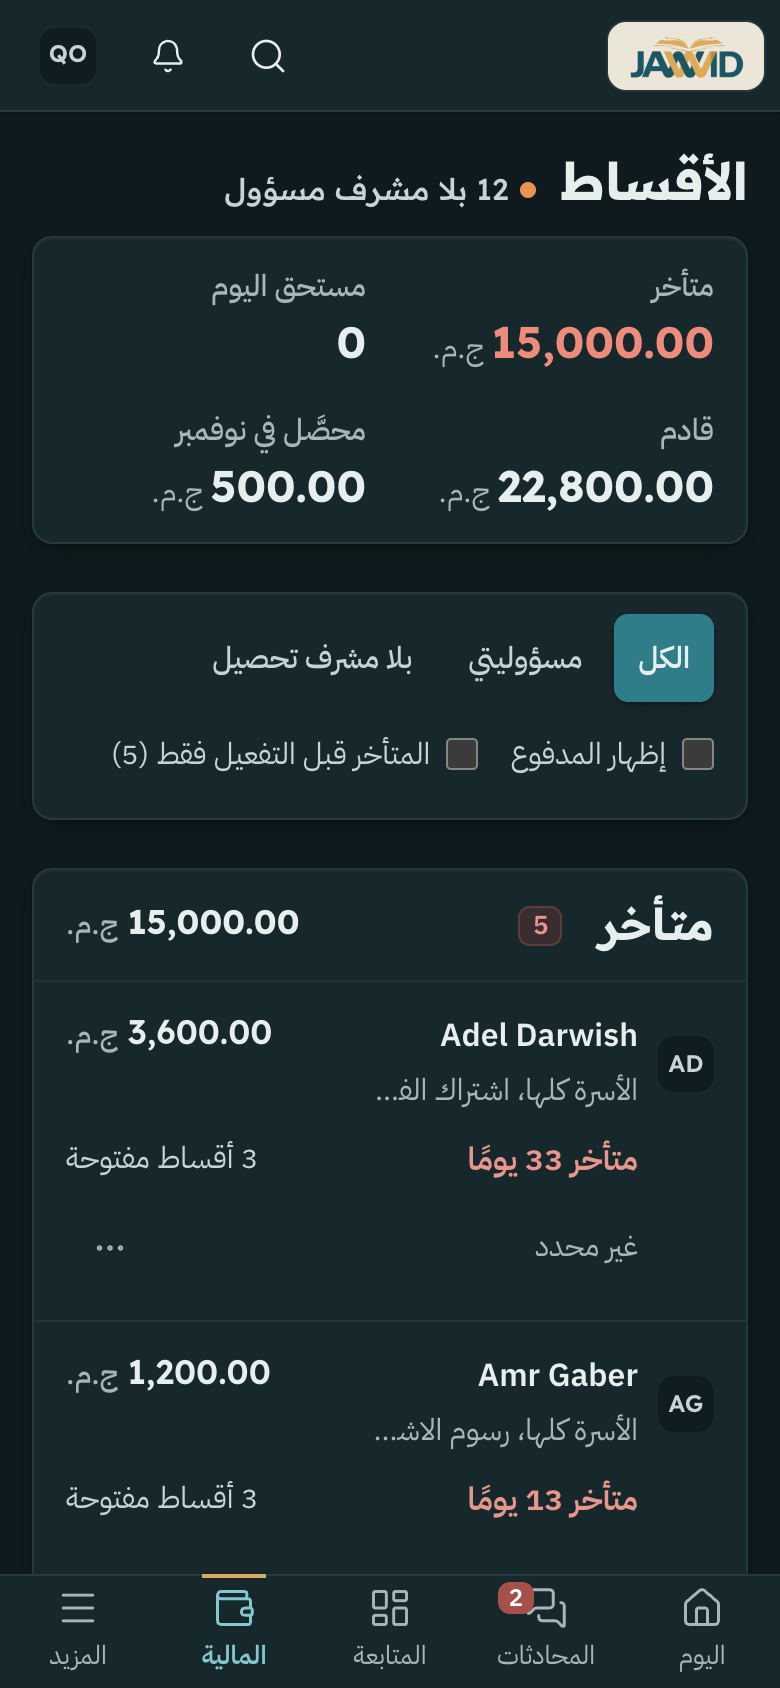 JAWWID
QO
الأقساط
12 بلا مشرف مسؤول
متأخر
مستحق اليوم
15,000.00 ج.م.
0
قادم
محصَّل في نوفمبر
22,800.00 ج.م.
500.00 ج.م.
الكل مسؤوليتي بلا مشرف تحصيل
إظهار المدفوع المتأخر قبل التفعيل فقط (5)
متأخر 5 15,000.00 ج.م.
AD
Adel Darwish 3,600.00 ج.م.
الأسرة كلها، اشتراك الف...
متأخر 33 يومًا 3 أقساط مفتوحة
غير محدد
AG
Amr Gaber 1,200.00 ج.م.
الأسرة كلها، رسوم الاش...
متأخر 13 يومًا 3 أقساط مفتوحة
2
اليوم المحادثات المتابعة المالية المزيد